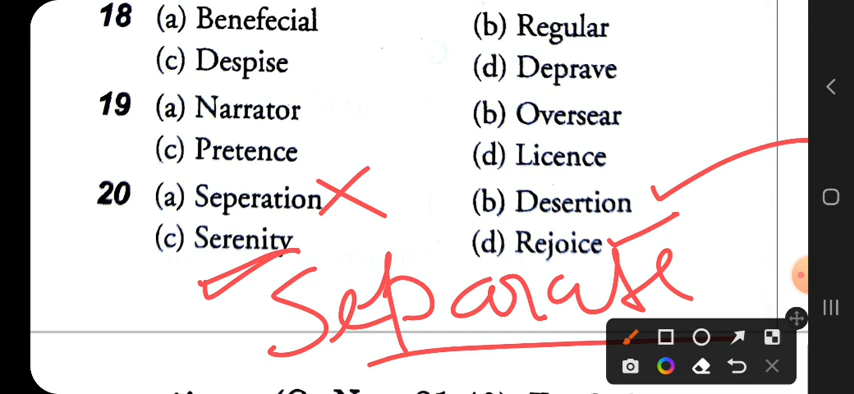 18 (a) Benefecial (b) Regular
(c) Despise (d) Deprave
19 (a) Narrator (b) Oversear
(c) Pretence (d) Licence
20 (a) Seperation (b) Desertion
(c) Serenity (d) Rejoice
Separate